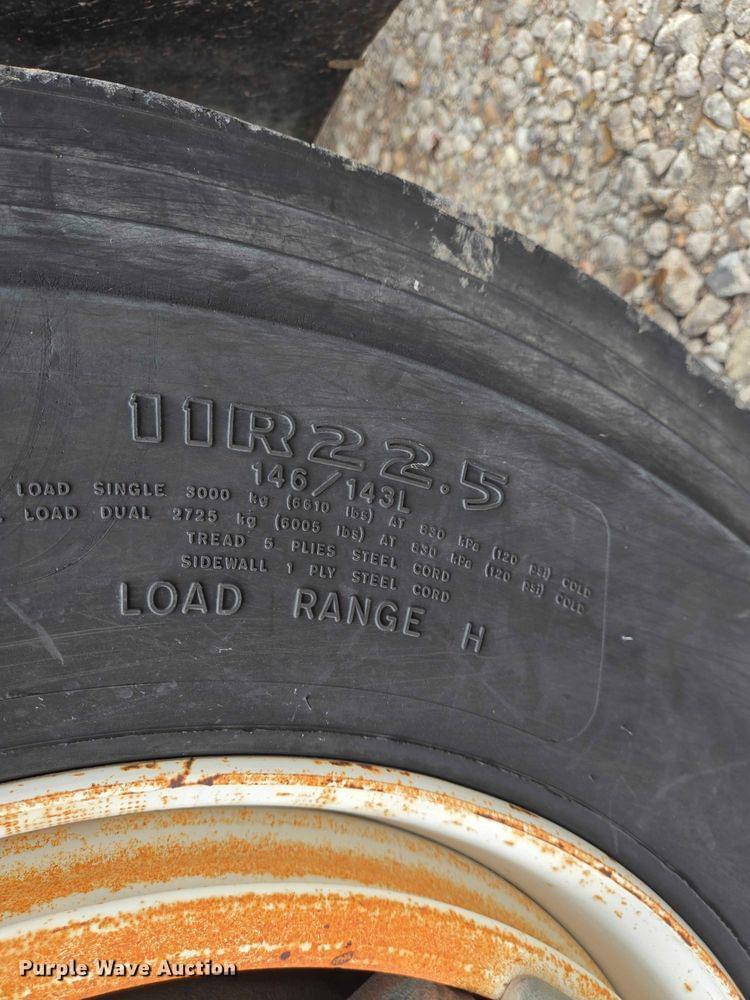 11R22.5
146/143L
LOAD SINGLE 3000 kg (6610 lbs) AT 830 kPa (120 psi) COLD
LOAD DUAL 2725 kg (6005 lbs) AT 830 kPa (120 psi) COLD
TREAD 5 PLIES STEEL CORD
SIDEWALL 1 PLY STEEL CORD
LOAD RANGE H
Purple Wave Auction